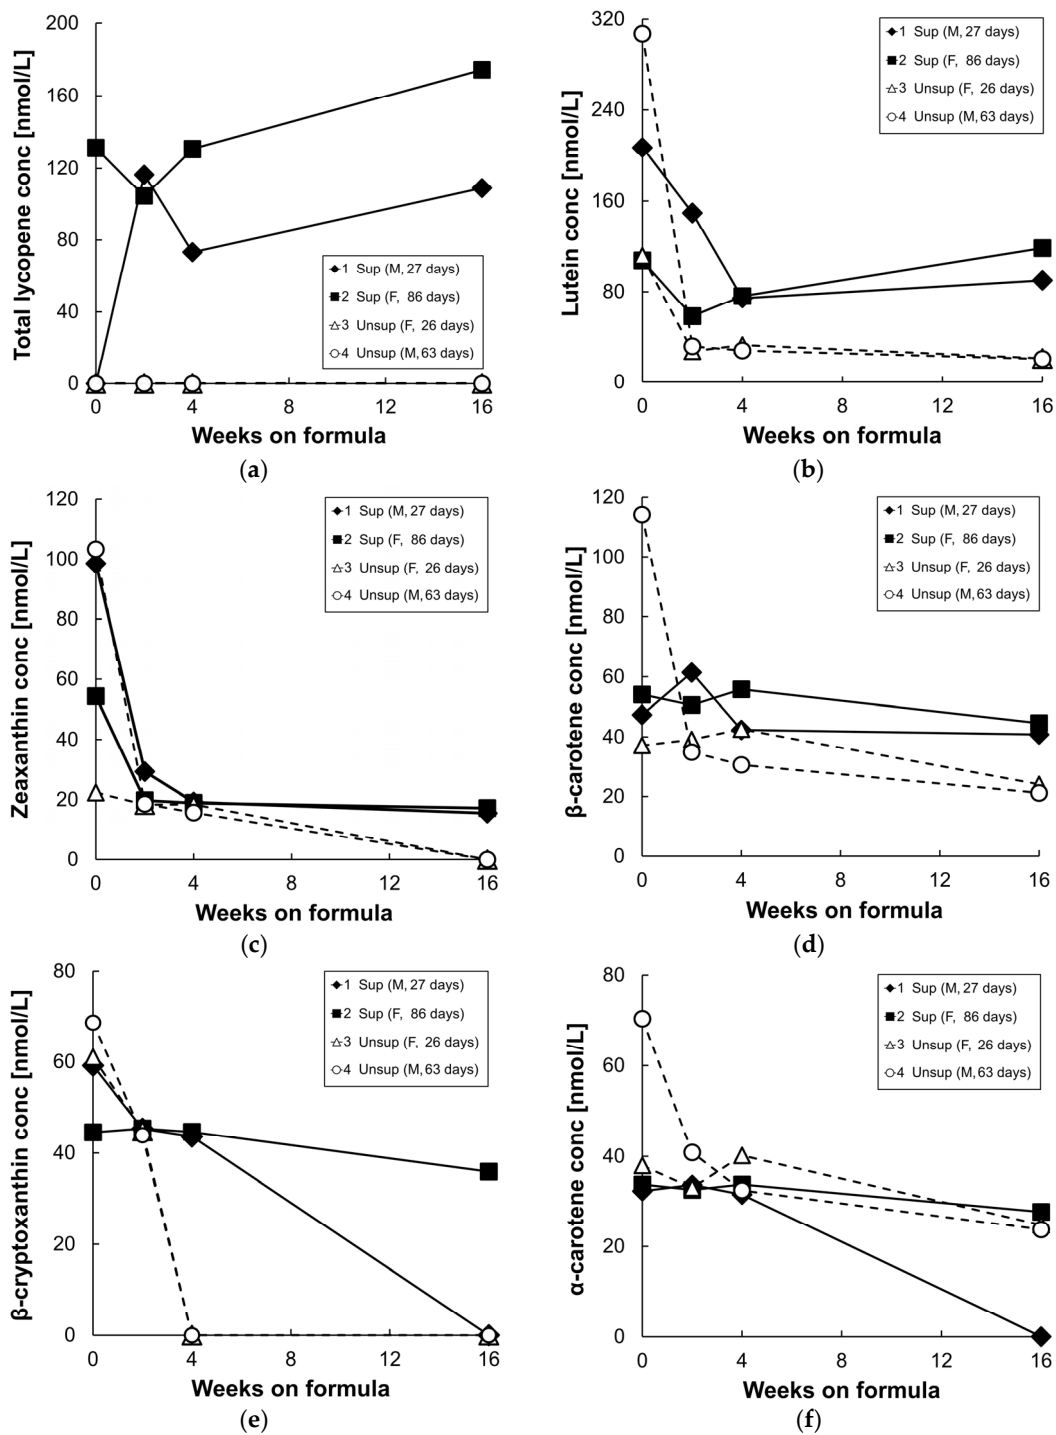 Total lycopene conc [nmol/L]
200
160
120
80
40
0
0 4 8 12 16
Weeks on formula
1 Sup (M, 27 days)
2 Sup (F, 86 days)
3 Unsup (F, 26 days)
4 Unsup (M, 63 days)
(a)
Lutein conc [nmol/L]
320
240
160
80
0
0 4 8 12 16
Weeks on formula
1 Sup (M, 27 days)
2 Sup (F, 86 days)
3 Unsup (F, 26 days)
4 Unsup (M, 63 days)
(b)
Zeaxanthin conc [nmol/L]
120
100
80
60
40
20
0
0 4 8 12 16
Weeks on formula
1 Sup (M, 27 days)
2 Sup (F, 86 days)
3 Unsup (F, 26 days)
4 Unsup (M, 63 days)
(c)
β-carotene conc [nmol/L]
120
100
80
60
40
20
0
0 4 8 12 16
Weeks on formula
1 Sup (M, 27 days)
2 Sup (F, 86 days)
3 Unsup (F, 26 days)
4 Unsup (M, 63 days)
(d)
β-cryptoxanthin conc [nmol/L]
80
60
40
20
0
0 4 8 12 16
Weeks on formula
1 Sup (M, 27 days)
2 Sup (F, 86 days)
3 Unsup (F, 26 days)
4 Unsup (M, 63 days)
(e)
α-carotene conc [nmol/L]
80
60
40
20
0
0 4 8 12 16
Weeks on formula
1 Sup (M, 27 days)
2 Sup (F, 86 days)
3 Unsup (F, 26 days)
4 Unsup (M, 63 days)
(f)